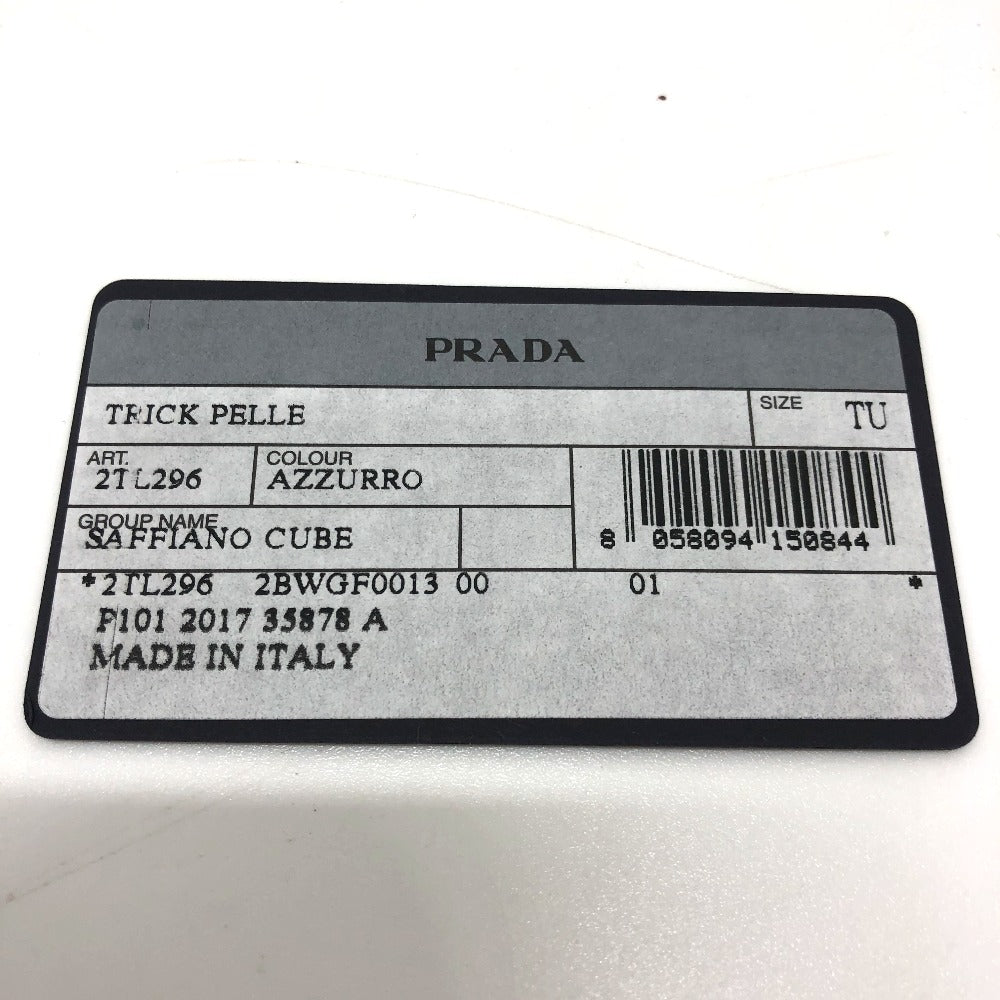 PRADA
TRICK PELLE SIZE TU
ART. COLOUR
2TL296 AZZURRO
GROUP NAME
SAFFIANO CUBE
8 058094 150844
*2TL296 2BWGF0013 00 01 *
P101 2017 35878 A
MADE IN ITALY